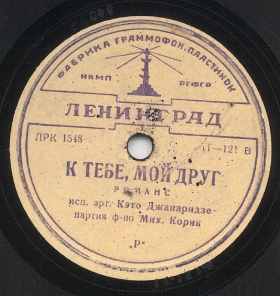 ФАБРИКА ГРАММОФОН. ПЛАСТИНОК
НКМП РСФСР
ЛЕНИНГРАД
ЛРК 1548
121 В
К ТЕБЕ, МОЙ ДРУГ
РОМАНС
исп. арт. Кэто Джапаридзе
партия ф-но Мих. Корик
„Р“